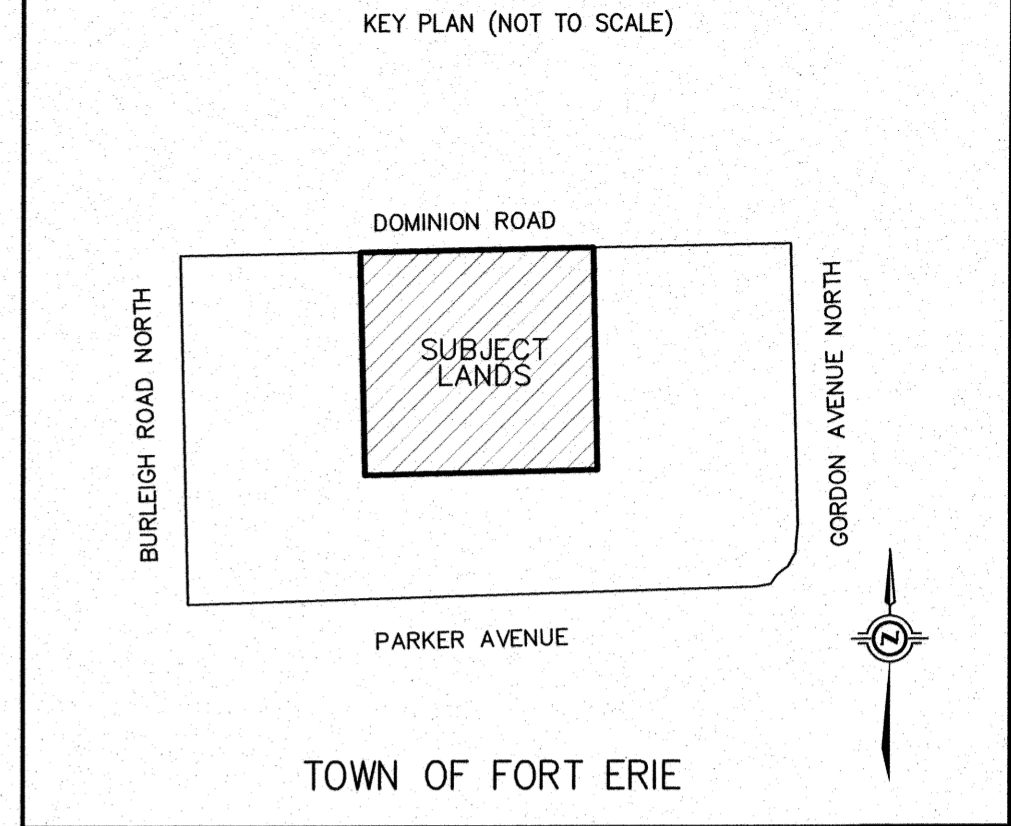 KEY PLAN (NOT TO SCALE)
DOMINION ROAD
BURLEIGH ROAD NORTH
SUBJECT
LANDS
GORDON AVENUE NORTH
PARKER AVENUE
N
TOWN OF FORT ERIE